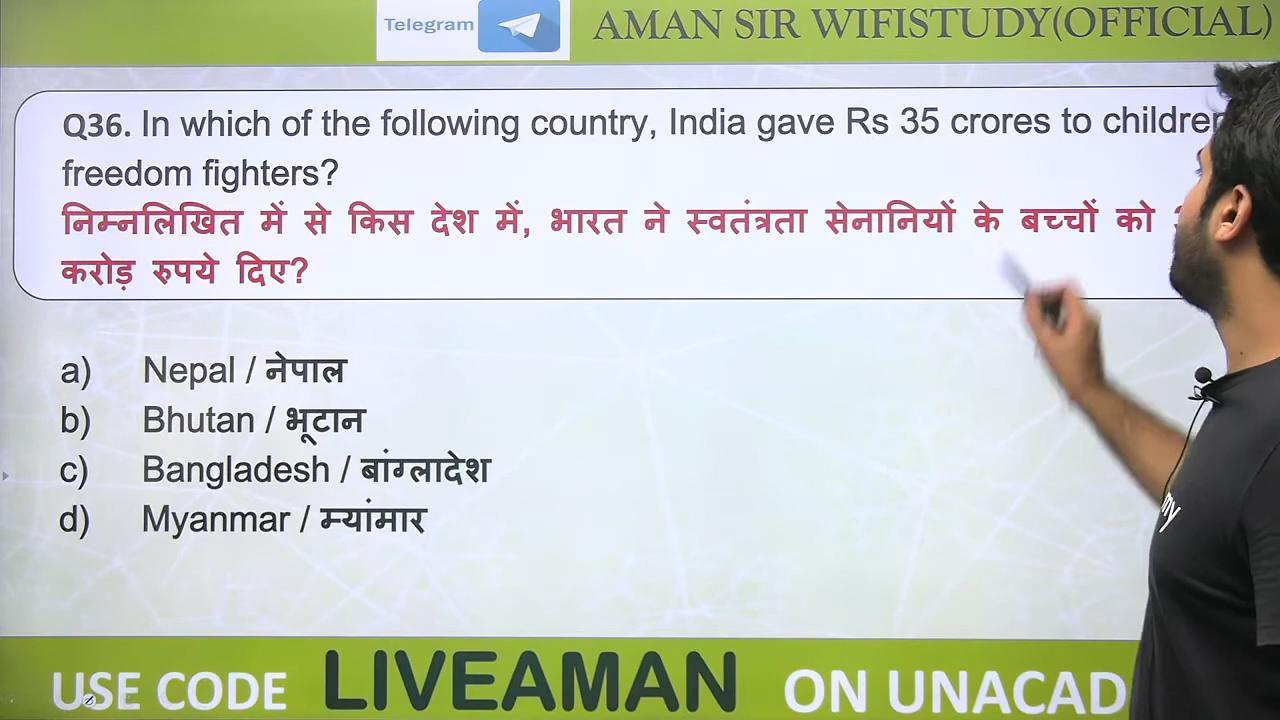 Telegram
AMAN SIR WIFISTUDY(OFFICIAL)
Q36. In which of the following country, India gave Rs 35 crores to
freedom fighters?
निम्नलिखित में से किस देश में, भारत ने स्वतंत्रता सेनानियों के बच्चों को
करोड़ रुपये दिए?
a) Nepal / नेपाल
b) Bhutan / भूटान
c) Bangladesh / बांग्लादेश
d) Myanmar / म्यांमार
my
USE CODE LIVEAMAN ON UNACAD